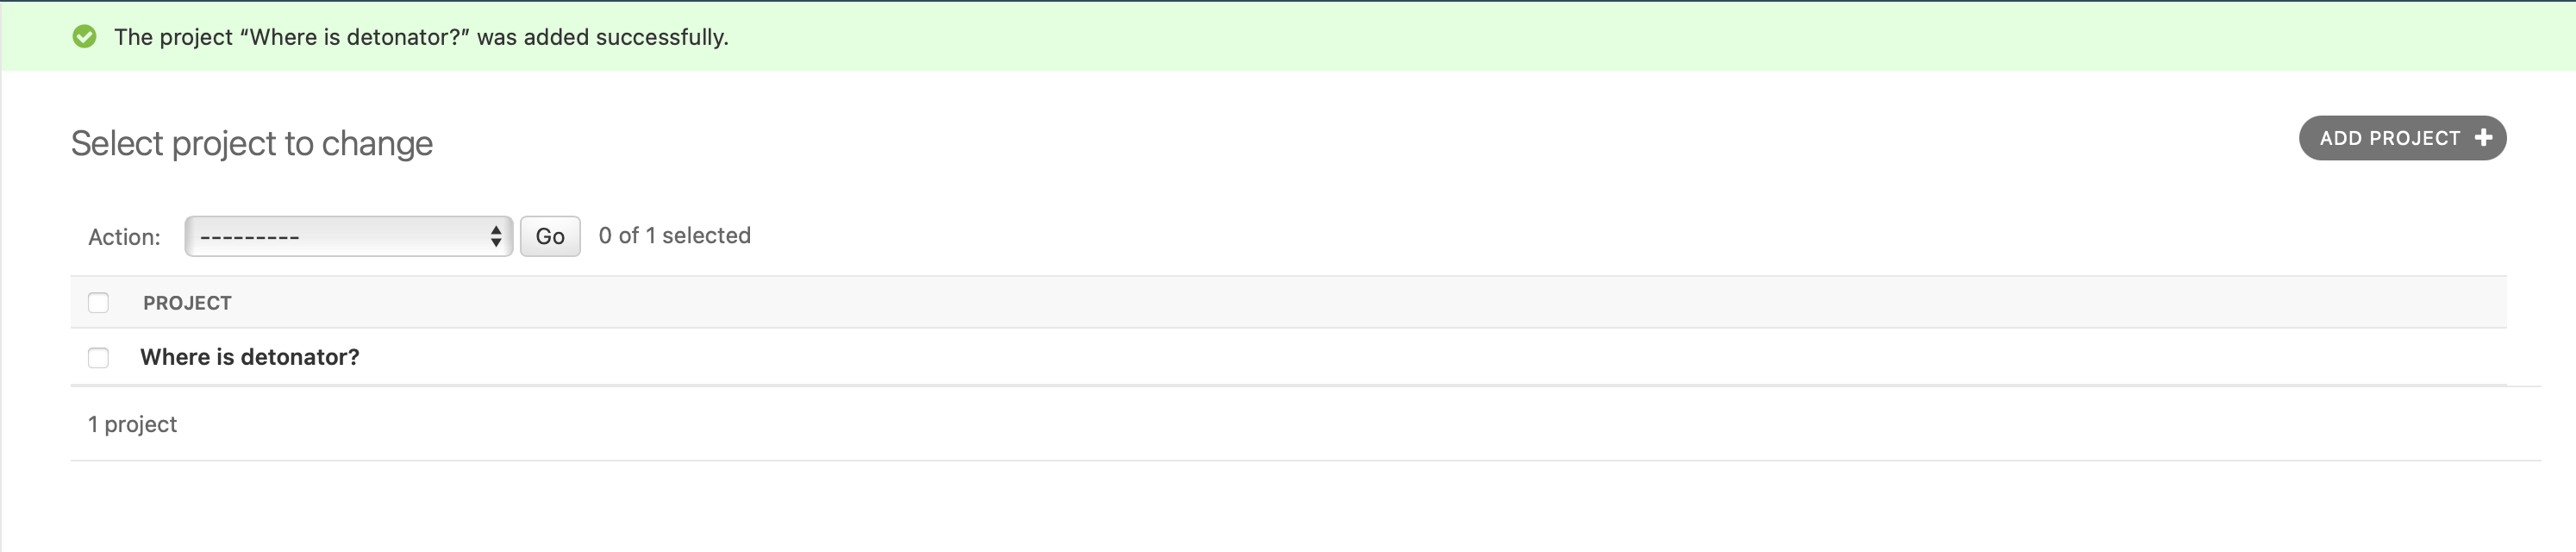 The project “Where is detonator?” was added successfully.
Select project to change
ADD PROJECT +
Action: --------- Go 0 of 1 selected
PROJECT
Where is detonator?
1 project